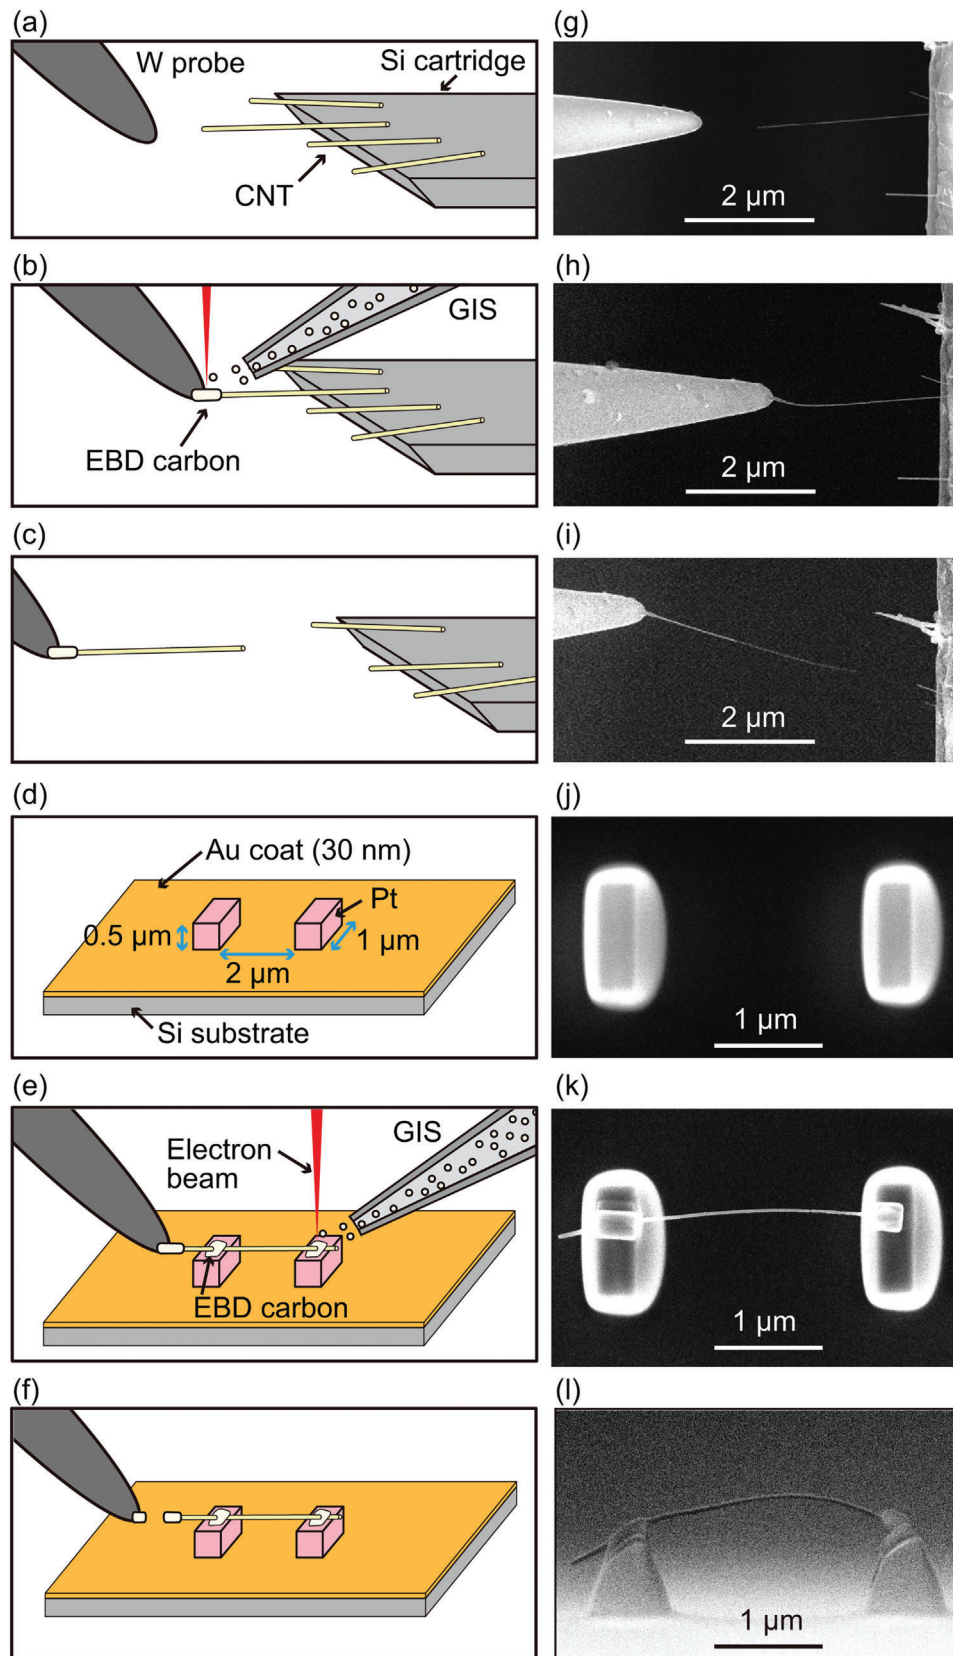 (a)
W probe
Si cartridge
CNT
(g)
2 μm
(b)
GIS
EBD carbon
(h)
2 μm
(c)
(i)
2 μm
(d)
Au coat (30 nm)
Pt
0.5 μm
1 μm
2 μm
Si substrate
(j)
1 μm
(e)
GIS
Electron
beam
EBD carbon
(k)
1 μm
(f)
(l)
1 μm